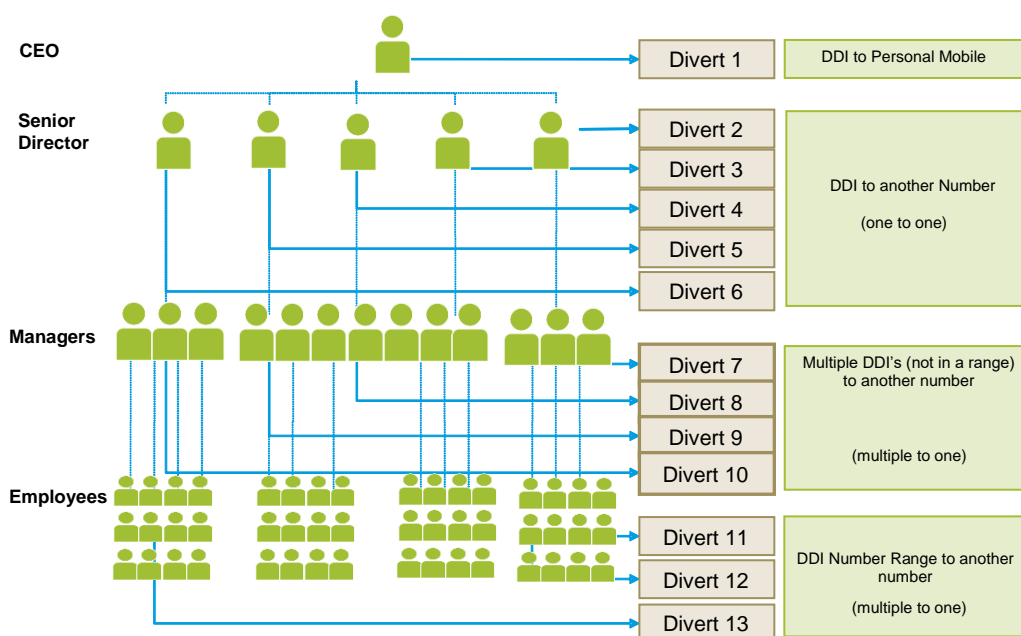 CEO
Divert 1
DDI to Personal Mobile
Senior
Director
Divert 2
Divert 3
Divert 4
Divert 5
Divert 6
DDI to another Number
(one to one)
Managers
Divert 7
Divert 8
Divert 9
Divert 10
Multiple DDI's (not in a range)
to another number
(multiple to one)
Employees
Divert 11
Divert 12
Divert 13
DDI Number Range to another
number
(multiple to one)